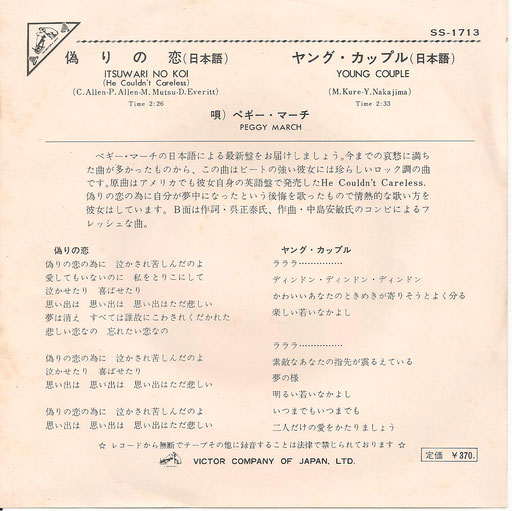 SS-1713
偽りの恋(日本語)
ITSUWARI NO KOI
(He Couldn't Careless)
(C.Allen-P.Allen-M.Mutsu-D.Everitt)
Time 2:26
ヤング・カップル(日本語)
YOUNG COUPLE
(M.Kure-Y.Nakajima)
Time 2:33
唄)ペギー・マーチ
PEGGY MARCH
ペギー・マーチの日本語による最新盤をお届けしましょう。今までの哀愁に満ち
た曲が多かったものから、この曲はビートの強い彼女には珍らしいロック調の曲
です。原曲はアメリカでも彼女自身の英語盤で発売したHe Couldn't Careless.
偽りの恋の為に自分が夢中になったという後悔を歌ったもので情熱的な歌い方を
彼女はしています。B面は作詞・呉正泰氏、作曲・中島安敏氏のコンビによるフ
レッシュな曲。
偽りの恋
偽りの恋の為に 泣かされ苦しんだのよ
愛してもいないのに 私をとりこにして
泣かせたり 喜ばせたり
思い出は 思い出は 思い出はただ悲しい
夢は消え すべては誰故にこわされくだかれた
悲しい恋なの 忘れたい恋なの
偽りの恋の為に 泣かされ苦しんだのよ
泣かせたり 喜ばせたり
思い出は 思い出は 思い出はただ悲しい
偽りの恋の為に 泣かされ苦しんだのよ
思い出は 思い出は 思い出はただ悲しい
ヤング・カップル
ラララ……………
ディンドン・ディンドン・ディンドン
かわいいあなたのときめきが寄りそうとよく分る
楽しい若いなかよし
ラララ……………
素敵なあなたの指先が震るえている
夢の様
明るい若いなかよし
いつまでもいつまでも
二人だけの愛をかたりましょう
☆ レコードから無断でテープその他に録音することは法律で禁じられております ☆
VICTOR COMPANY OF JAPAN, LTD.
定価 ¥370.